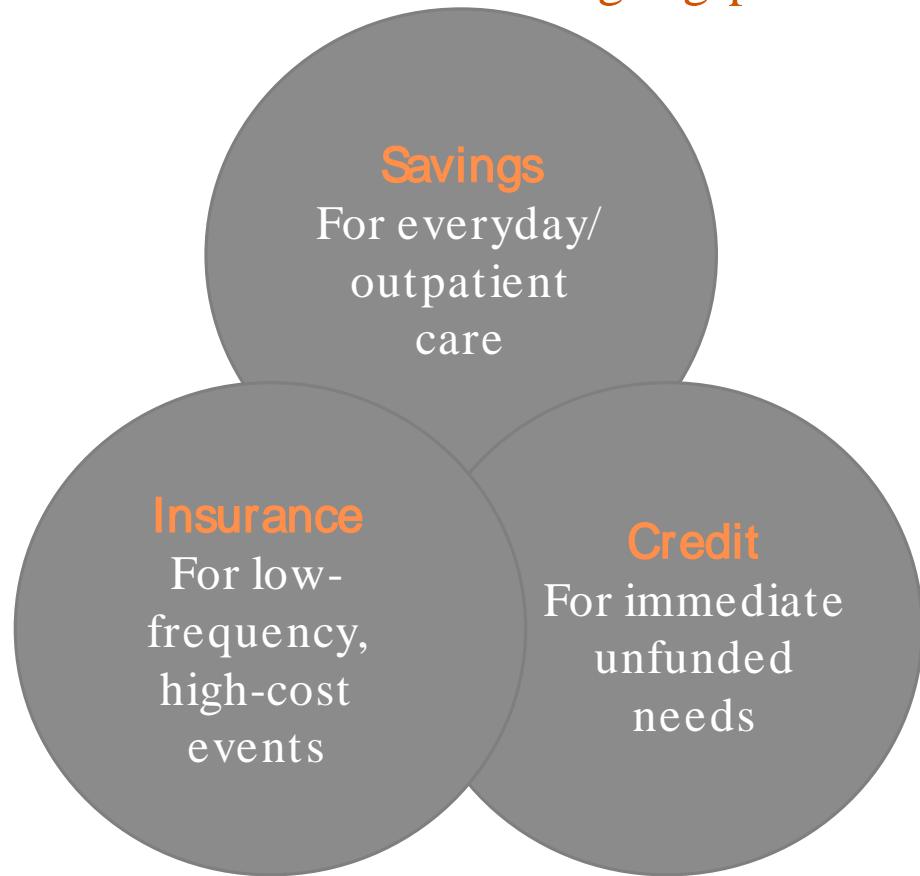 Savings
For everyday/
outpatient
care
Insurance
For low-
frequency,
high-cost
events
Credit
For immediate
unfunded
needs